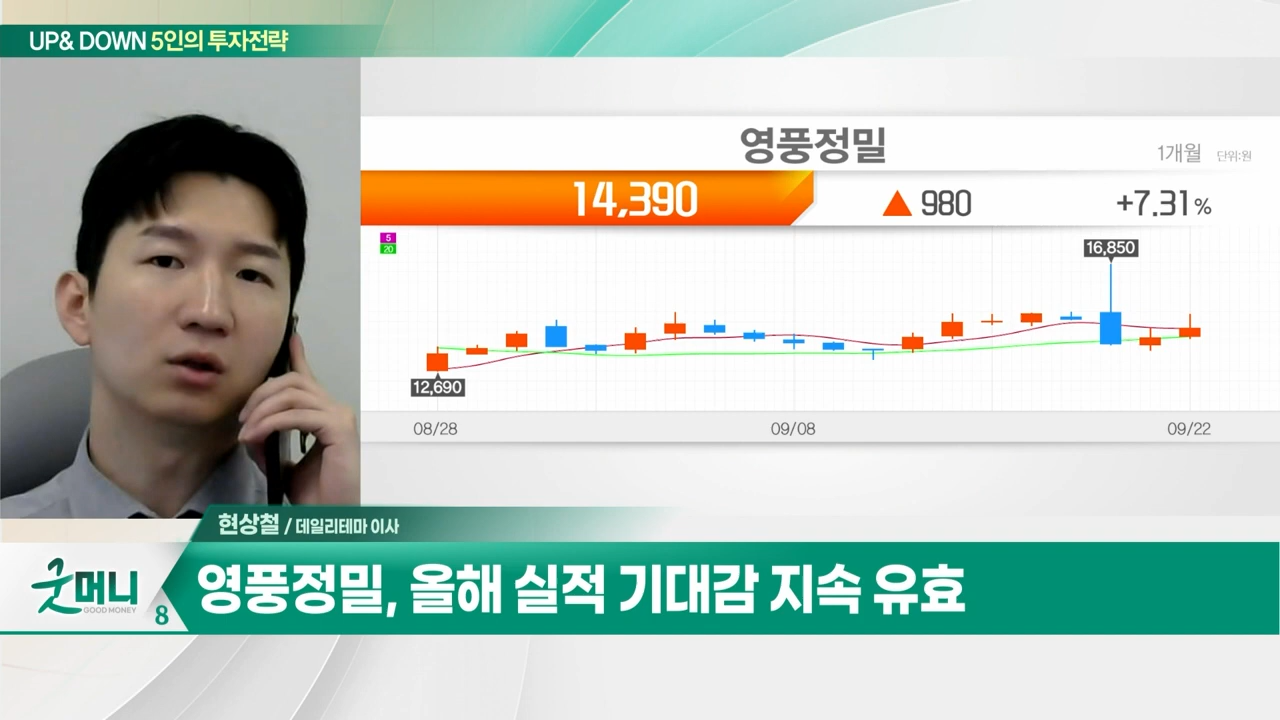 UP& DOWN 5인의 투자전략
영풍정밀
1개월 단위:원
14,390 ▲ 980 +7.31%
5
20
16,850
12,690
08/28 09/08 09/22
현상철 / 데일리테마 이사
굿머니
GOOD MONEY
8
영풍정밀, 올해 실적 기대감 지속 유효